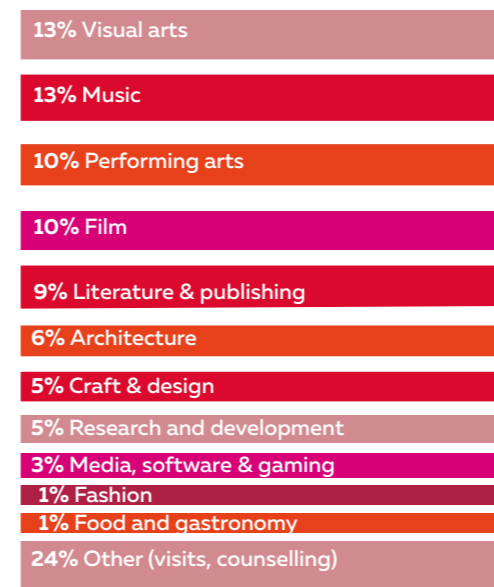 13% Visual arts
13% Music
10% Performing arts
10% Film
9% Literature & publishing
6% Architecture
5% Craft & design
5% Research and development
3% Media, software & gaming
1% Fashion
1% Food and gastronomy
24% Other (visits, counselling)